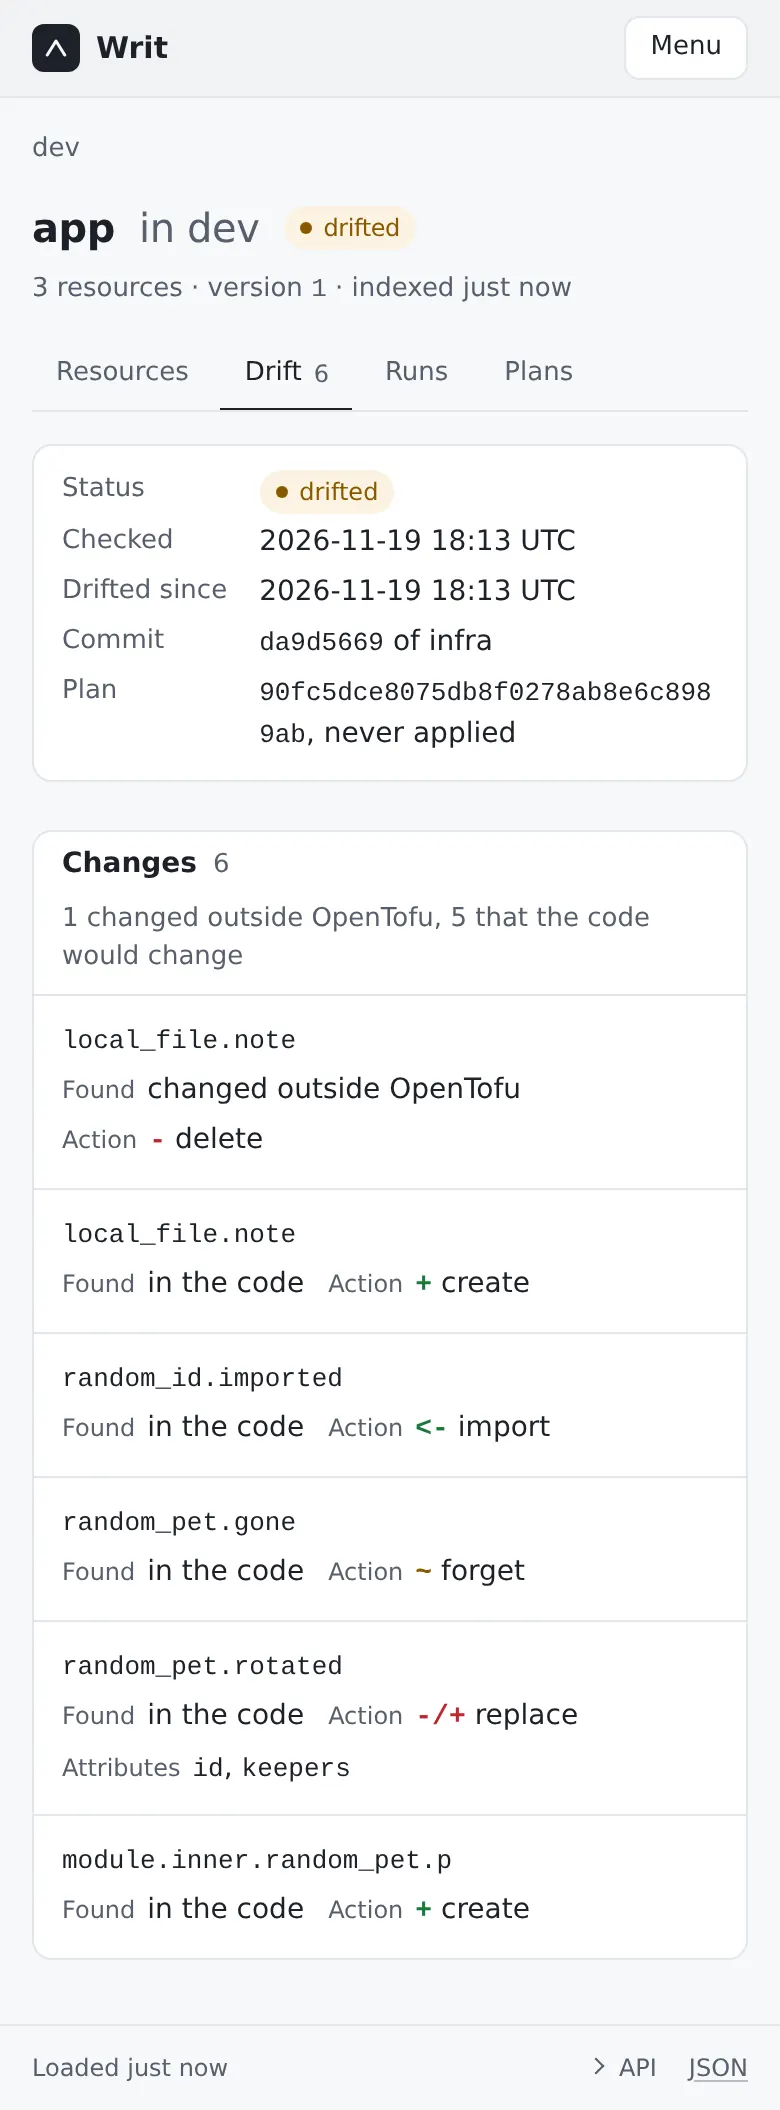 Writ
Menu
dev
app in dev drifted
3 resources · version 1 · indexed just now
Resources Drift 6 Runs Plans
Status drifted
Checked 2026-11-19 18:13 UTC
Drifted since 2026-11-19 18:13 UTC
Commit da9d5669 of infra
Plan 90fc5dce8075db8f0278ab8e6c898
9ab, never applied
Changes 6
1 changed outside OpenTofu, 5 that the code
would change
local_file.note
Found changed outside OpenTofu
Action - delete
local_file.note
Found in the code Action + create
random_id.imported
Found in the code Action <- import
random_pet.gone
Found in the code Action ~ forget
random_pet.rotated
Found in the code Action -/+ replace
Attributes id, keepers
module.inner.random_pet.p
Found in the code Action + create
Loaded just now
API JSON